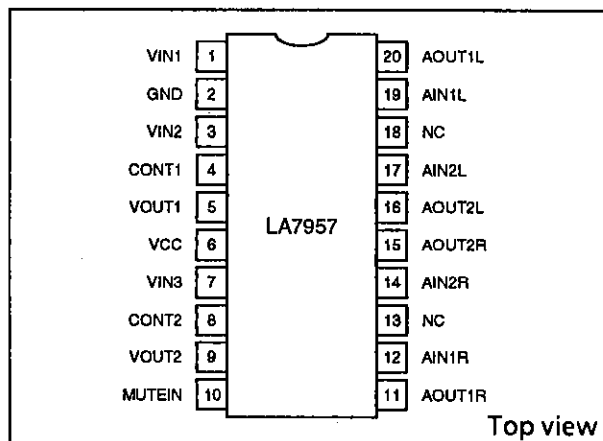 VIN1 1 20 AOUT1L
GND 2 19 AIN1L
VIN2 3 18 NC
CONT1 4 17 AIN2L
VOUT1 5 16 AOUT2L
LA7957
VCC 6 15 AOUT2R
VIN3 7 14 AIN2R
CONT2 8 13 NC
VOUT2 9 12 AIN1R
MUTEIN 10 11 AOUT1R
Top view